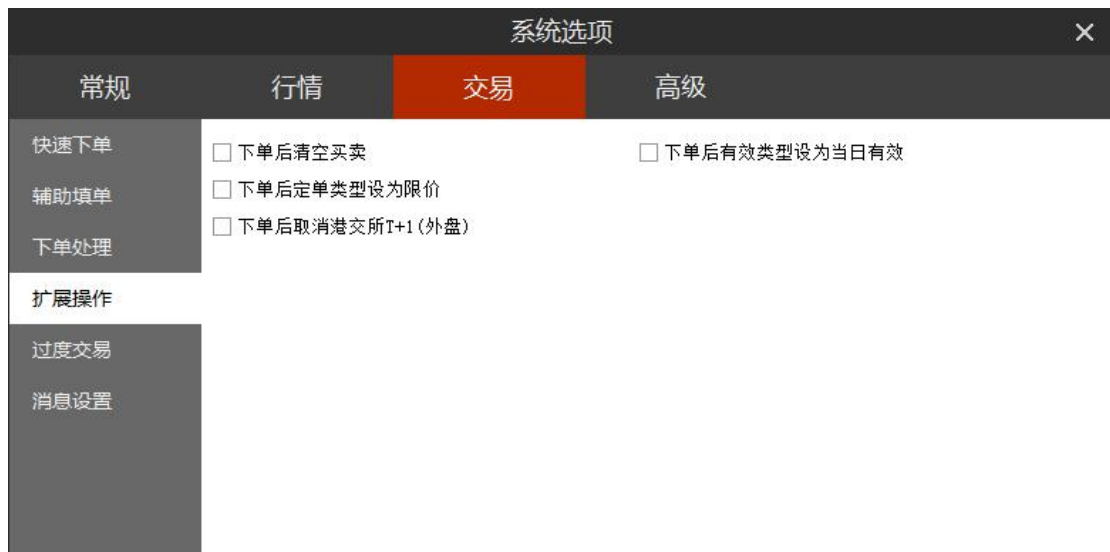 系统选项
常规 行情 交易 高级
快速下单
辅助填单
下单处理
扩展操作
过度交易
消息设置
下单后清空买卖
下单后有效类型设为当日有效
下单后定单类型设为限价
下单后取消港交所T+1(外盘)